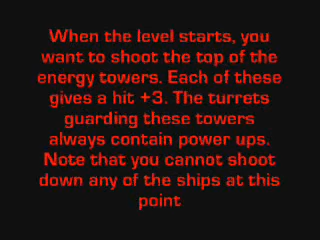 When the level starts, you
want to shoot the top of the
energy towers. Each of these
gives a hit +3. The turrets
guarding these towers
always contain power ups.
Note that you cannot shoot
down any of the ships at this
point